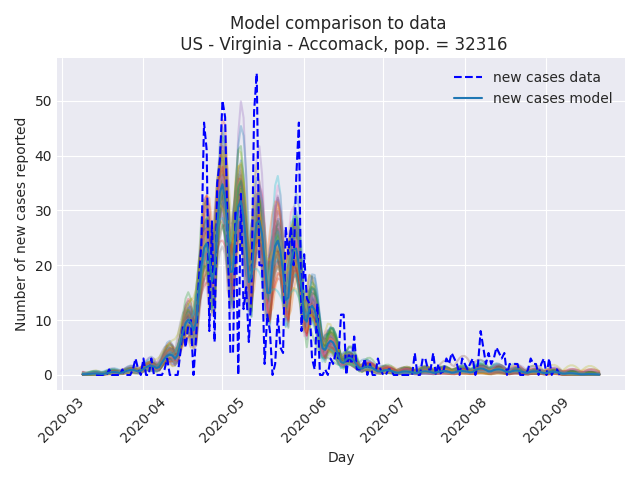 Model comparison to data
US - Virginia - Accomack, pop. = 32316
new cases data
new cases model
Number of new cases reported
50
40
30
20
10
0
2020-03
2020-04
2020-05
2020-06
2020-07
2020-08
2020-09
Day